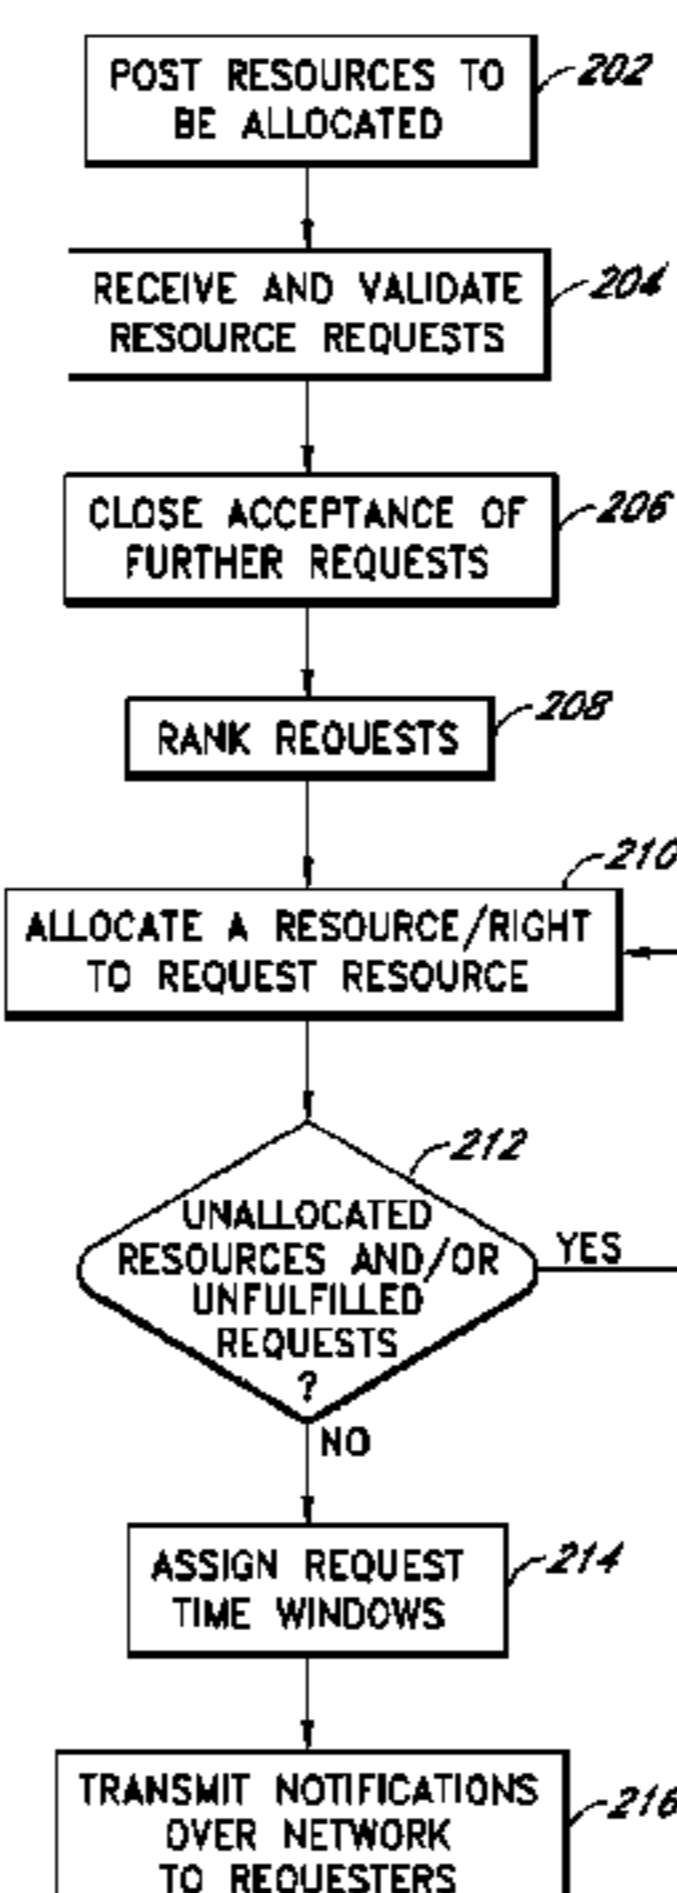 POST RESOURCES TO
BE ALLOCATED
202
RECEIVE AND VALIDATE
RESOURCE REQUESTS
204
CLOSE ACCEPTANCE OF
FURTHER REQUESTS
206
RANK REQUESTS
208
210
ALLOCATE A RESOURCE/RIGHT
TO REQUEST RESOURCE
212
UNALLOCATED
RESOURCES AND/OR
UNFULFILLED
REQUESTS
?
YES
NO
ASSIGN REQUEST
TIME WINDOWS
214
TRANSMIT NOTIFICATIONS
OVER NETWORK
TO REQUESTERS
216